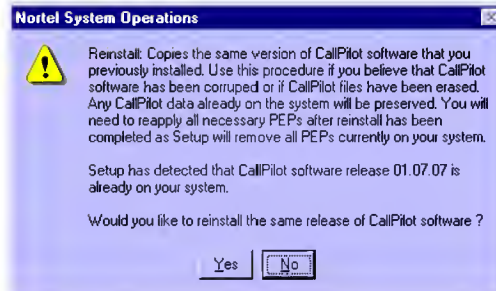 Nortel System Operations
Reinstall: Copies the same version of CallPilot software that you
previously installed. Use this procedure if you believe that CallPilot
software has been corruped or if CallPilot files have been erased.
Any CallPilot data already on the system will be preserved. You will
need to reapply all necessary PEPs after reinstall has been
completed as Setup will remove all PEPs currently on your system.
Setup has detected that CallPilot software release 01.07.07 is
already on your system.
Would you like to reinstall the same release of CallPilot software ?
Yes No